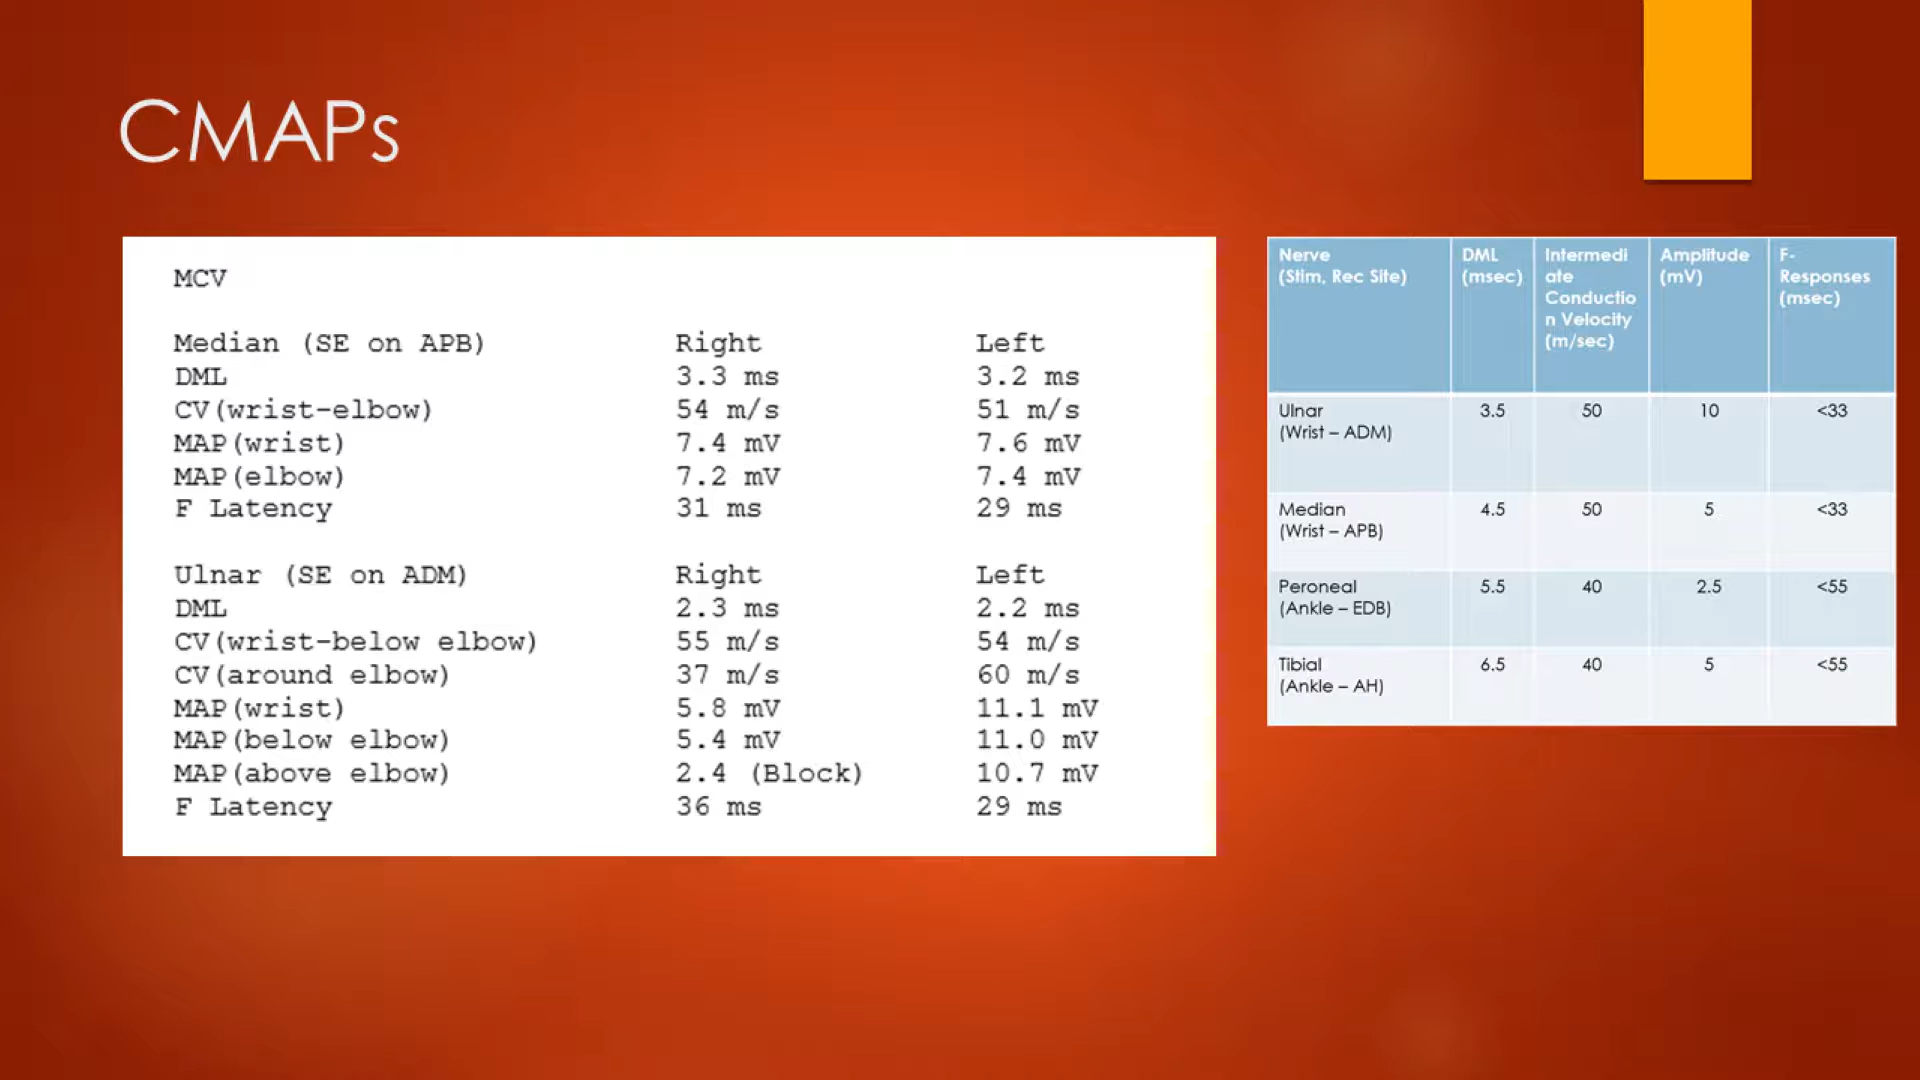 CMAPs
MCV
Median (SE on APB) Right Left
DML 3.3 ms 3.2 ms
CV(wrist-elbow) 54 m/s 51 m/s
MAP(wrist) 7.4 mV 7.6 mV
MAP(elbow) 7.2 mV 7.4 mV
F Latency 31 ms 29 ms
Ulnar (SE on ADM) Right Left
DML 2.3 ms 2.2 ms
CV(wrist-below elbow) 55 m/s 54 m/s
CV(around elbow) 37 m/s 60 m/s
MAP(wrist) 5.8 mV 11.1 mV
MAP(below elbow) 5.4 mV 11.0 mV
MAP(above elbow) 2.4 (Block) 10.7 mV
F Latency 36 ms 29 ms
Nerve DML Intermedi Amplitude F-
(Stim, Rec Site) (msec) ate (mV) Responses
Conductio (msec)
n Velocity
(m/sec)
Ulnar 3.5 50 10 <33
(Wrist – ADM)
Median 4.5 50 5 <33
(Wrist – APB)
Peroneal 5.5 40 2.5 <55
(Ankle – EDB)
Tibial 6.5 40 5 <55
(Ankle – AH)